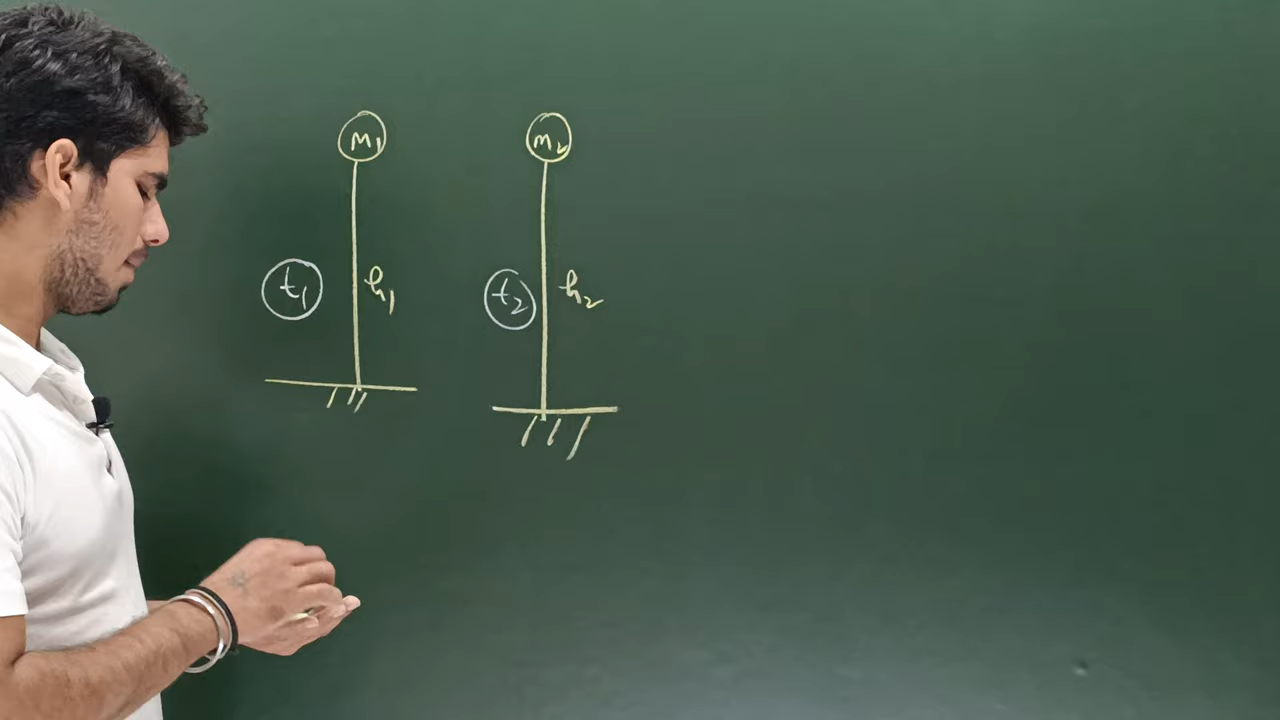 m₁ m₂
t₁ h₁ t₂ h₂